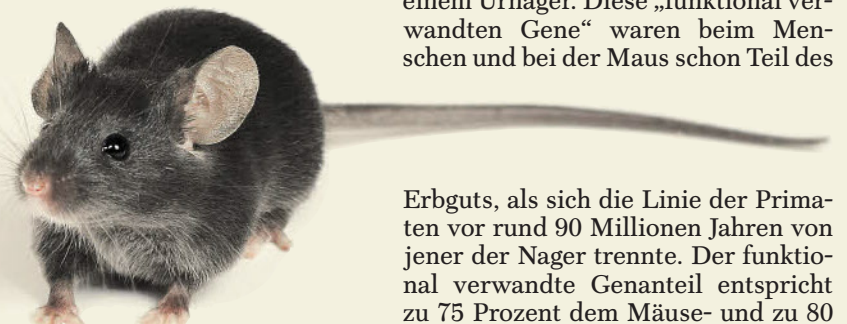 einem Urnager. Diese „funktional ver-
wandten Gene“ waren beim Men-
schen und bei der Maus schon Teil des
Erbguts, als sich die Linie der Prima-
ten vor rund 90 Millionen Jahren von
jener der Nager trennte. Der funktio-
nal verwandte Genanteil entspricht
zu 75 Prozent dem Mäuse- und zu 80